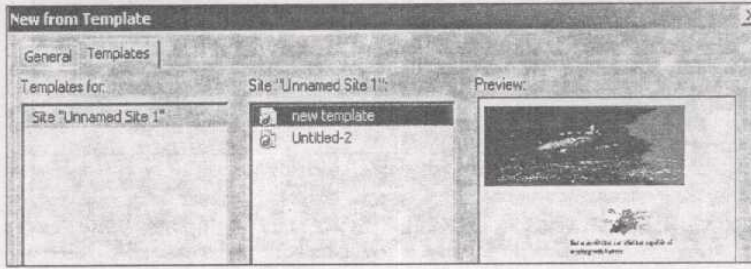 New from Template
General Templates
Templates for:
Site "Unnamed Site 1":
Preview:
Site "Unnamed Site 1"
new template
Untitled-2